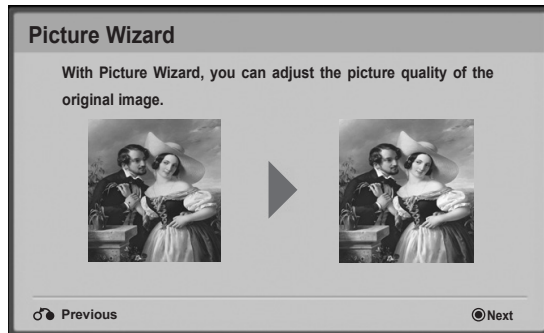 Picture Wizard
With Picture Wizard, you can adjust the picture quality of the
original image.
Previous
Next